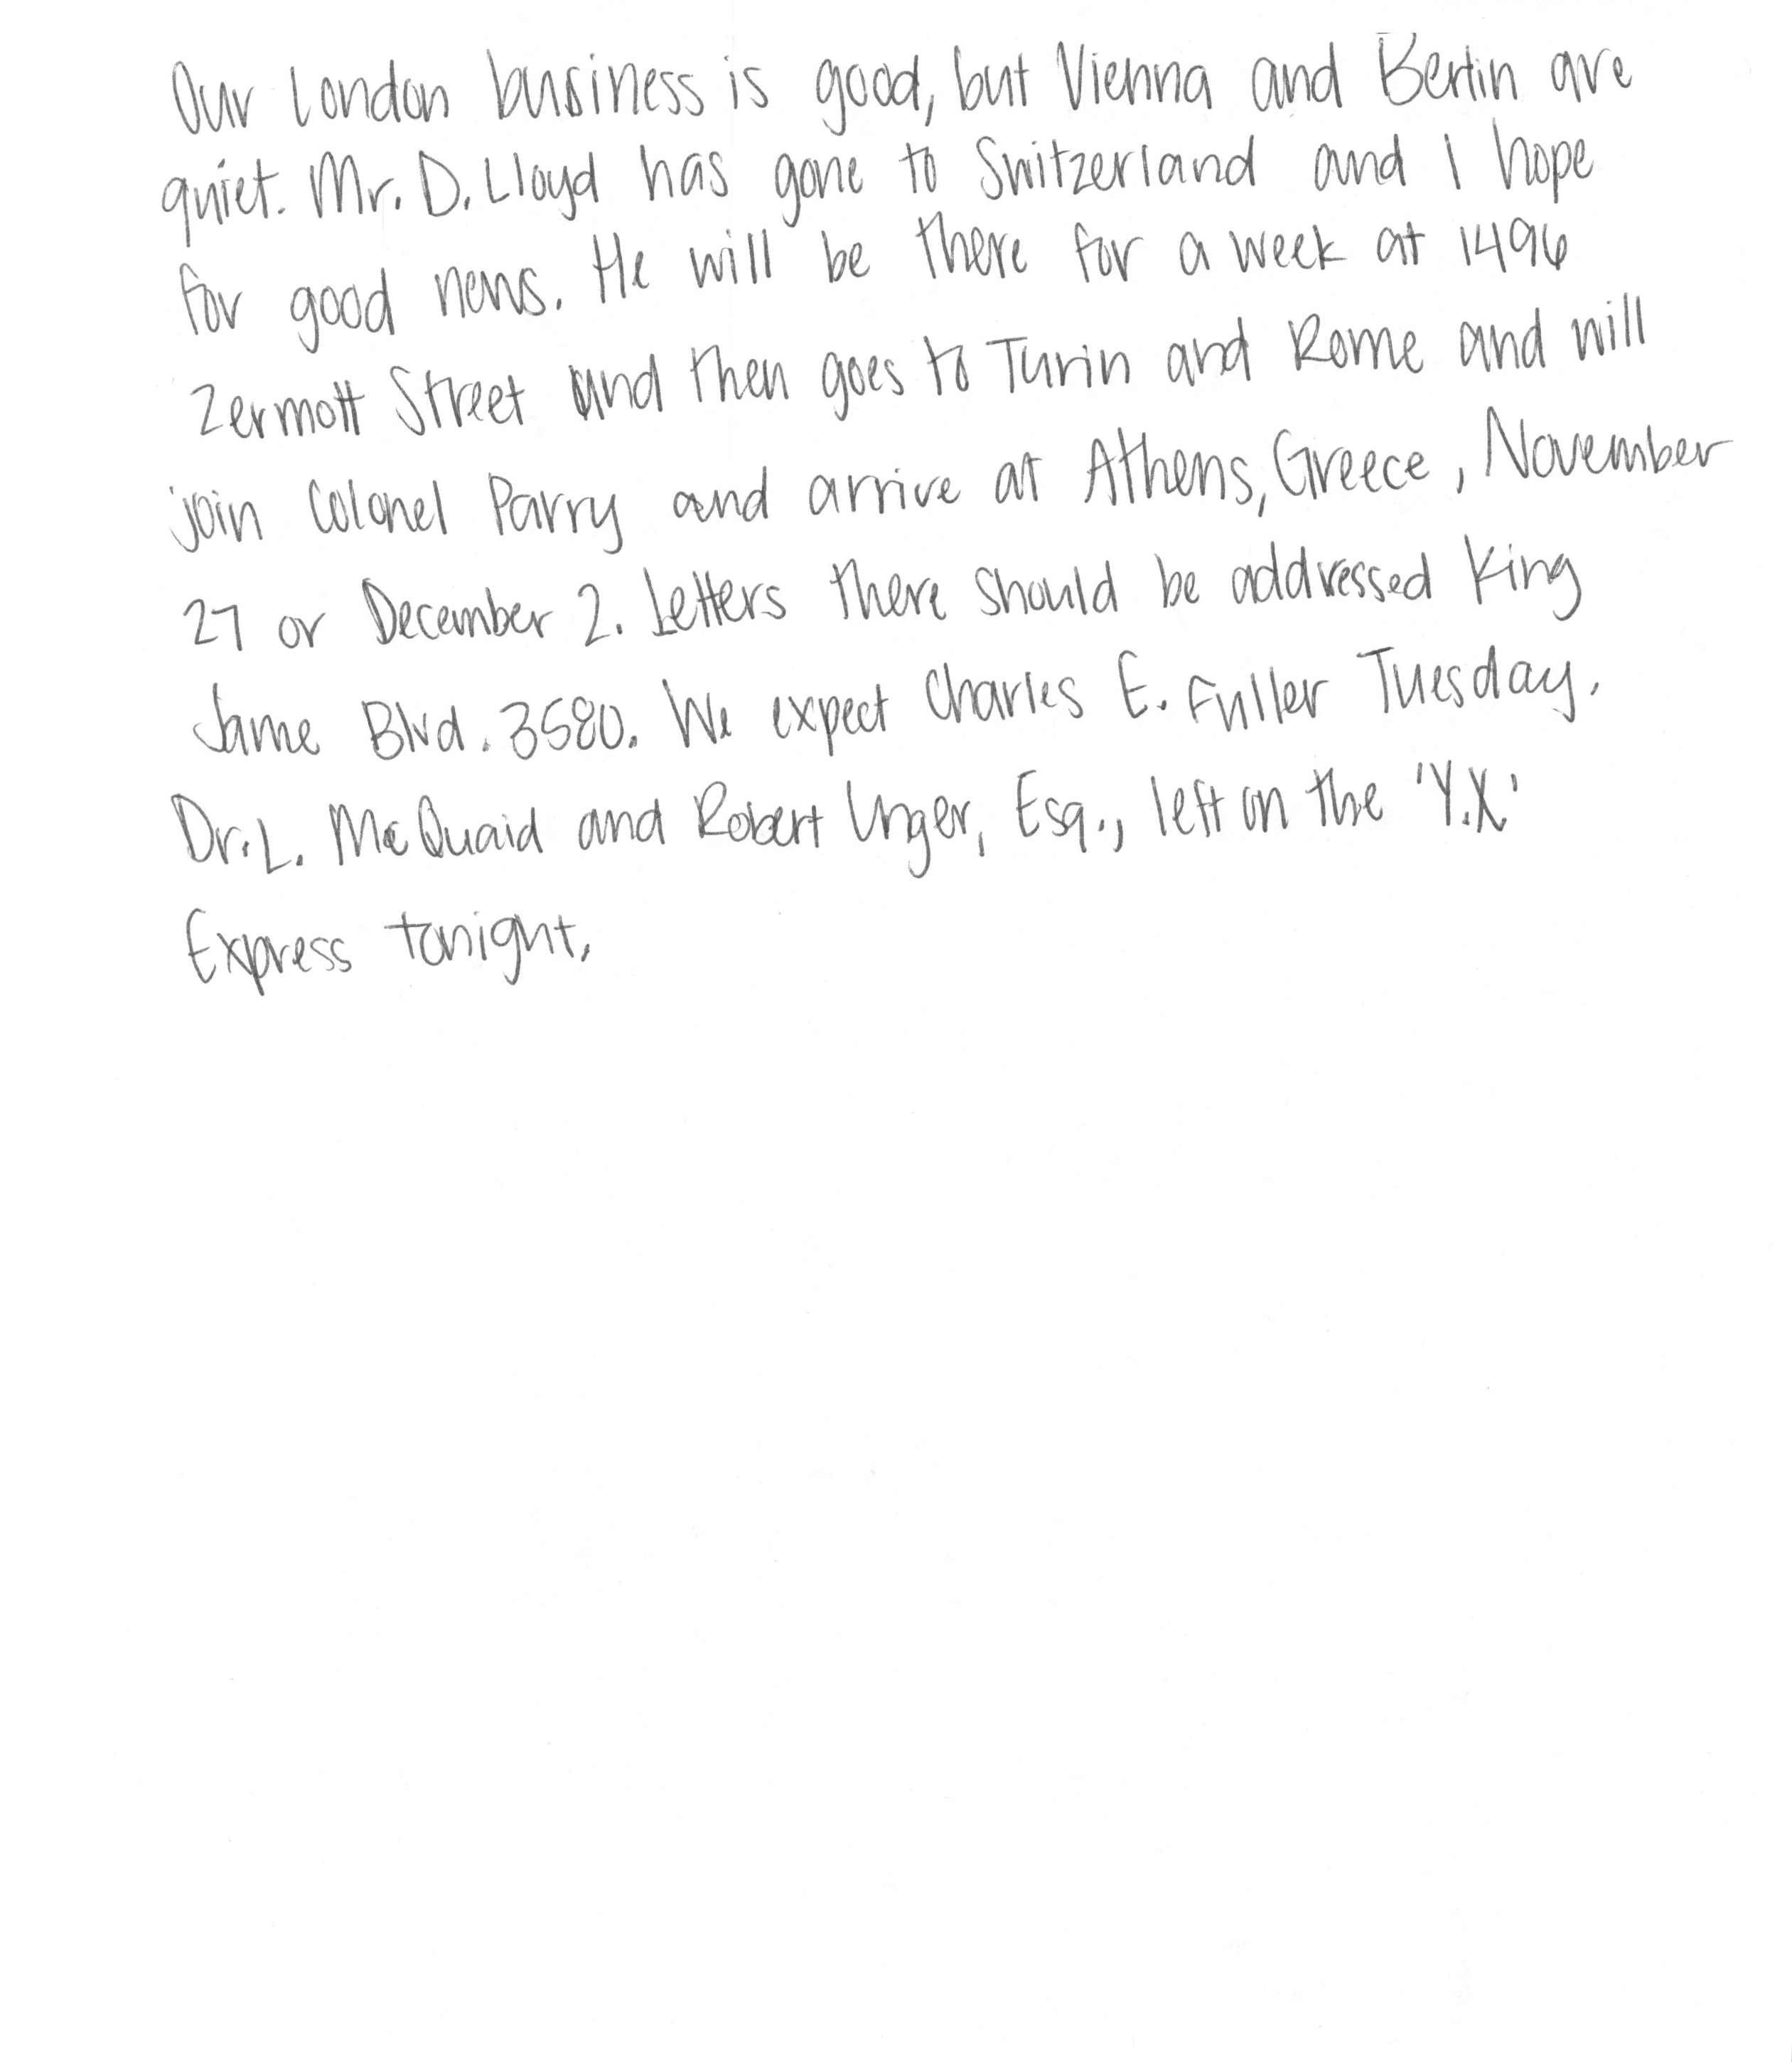 Our London business is good, but Vienna and Berlin are
quiet. Mr. D. Lloyd has gone to Switzerland and I hope
for good news. He will be there for a week at 1496
Zermott Street and then goes to Turin and Rome and will
join Colonel Parry and arrive at Athens, Greece, November
27 or December 2. Letters there should be addressed King
Jame Blvd. 3580. We expect Charles E. Fuller Tuesday.
Dr. L. McQuaid and Robert Unger, Esq., left on the 'Y.X.'
Express tonight.